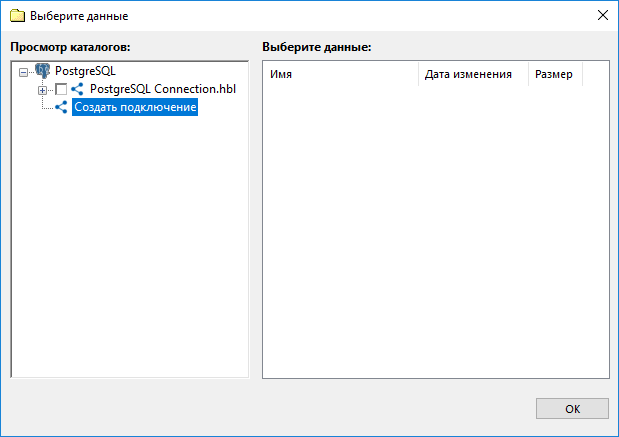 Выберите данные
Просмотр каталогов:
Выберите данные:
PostgreSQL
PostgreSQL Connection.hbl
Создать подключение
Имя
Дата изменения
Размер
OK